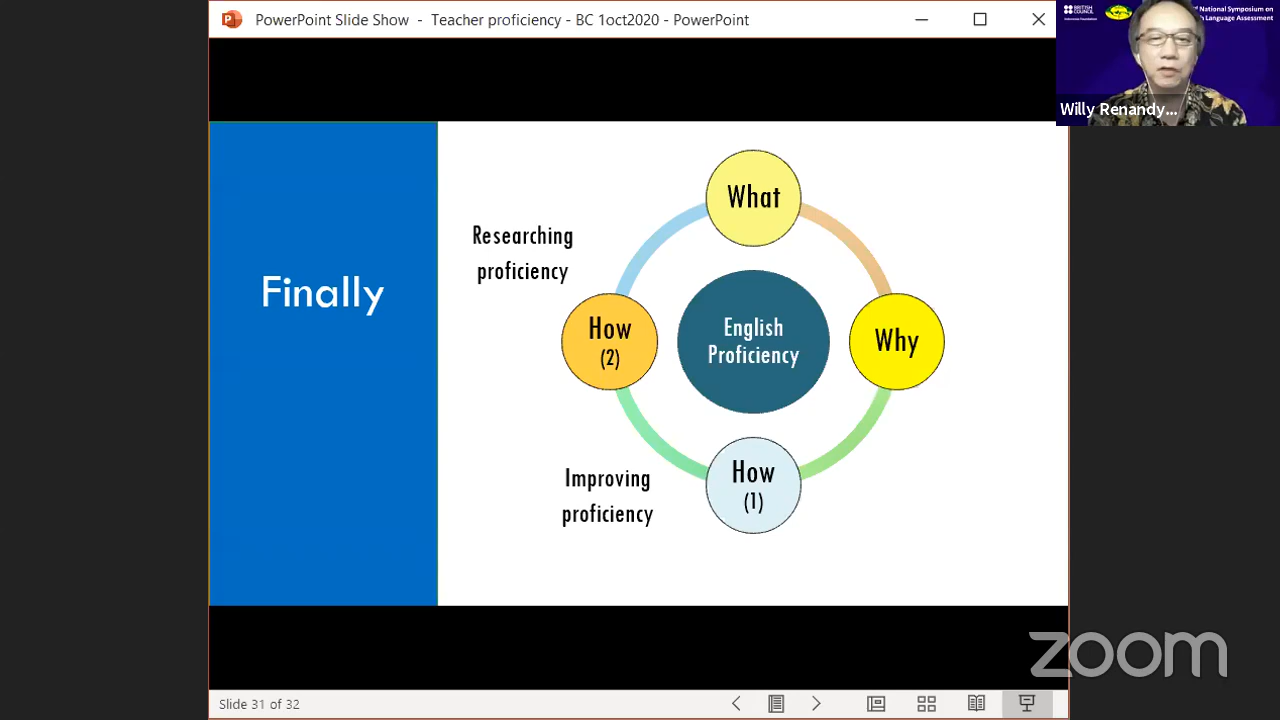 PowerPoint Slide Show - Teacher proficiency - BC 1oct2020 - PowerPoint
BRITISH
COUNCIL
National Symposium on
Language Assessment
Willy Renandy...
Finally
What
Researching
proficiency
How
(2)
English
Proficiency
Why
Improving
proficiency
How
(1)
zoom
Slide 31 of 32